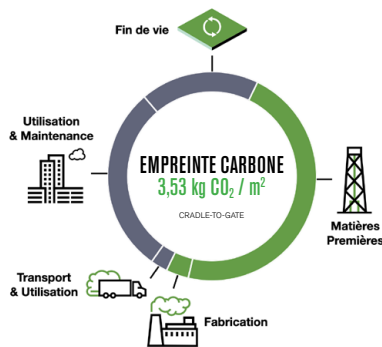 Fin de vie
Utilisation
& Maintenance
EMPREINTE CARBONE
3,53 kg CO₂ / m²
CRADLE-TO-GATE
Matières
Premières
Transport
& Utilisation
Fabrication